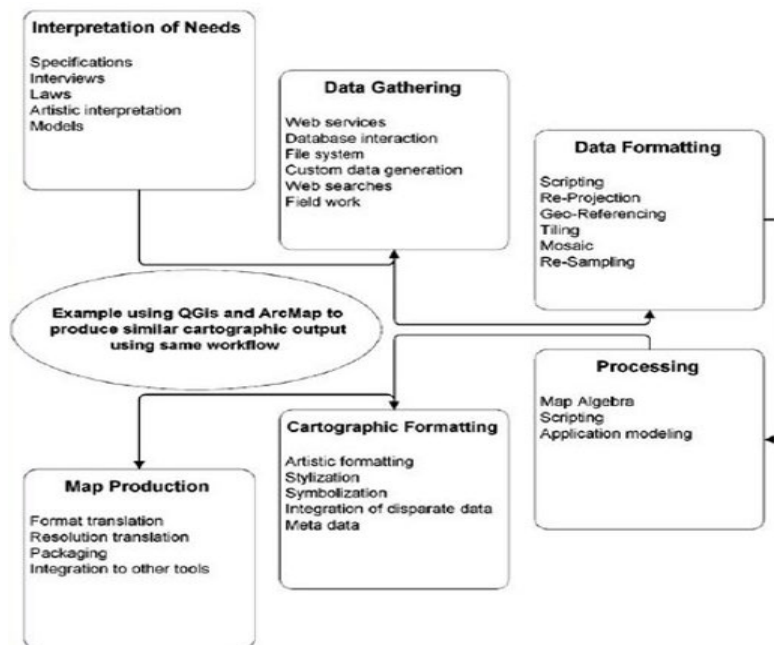 Interpretation of Needs
Specifications
Interviews
Laws
Artistic interpretation
Models
Data Gathering
Web services
Database interaction
File system
Custom data generation
Web searches
Field work
Data Formatting
Scripting
Re-Projection
Geo-Referencing
Tiling
Mosaic
Re-Sampling
Example using QGis and ArcMap to
produce similar cartographic output
using same workflow
Processing
Map Algebra
Scripting
Application modeling
Cartographic Formatting
Artistic formatting
Stylization
Symbolization
Integration of disparate data
Meta data
Map Production
Format translation
Resolution translation
Packaging
Integration to other tools